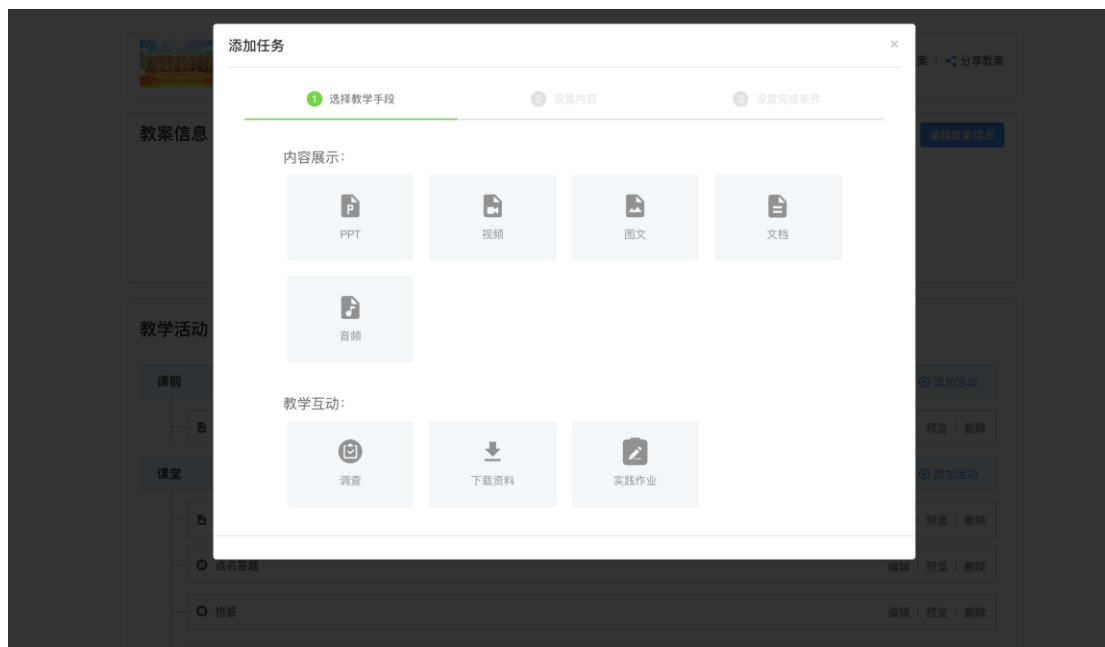 添加任务 ×
案 | 分享教案
1 选择教学手段 2 设置内容 3 设置完成条件
教案信息 编辑教案信息
内容展示:
PPT 视频 图文 文档
音频
教学活动
课前 添加活动
教学互动:
预览 | 删除
调查 下载资料 实践作业
课堂 添加活动
预览 | 删除
点名答题 编辑 | 预览 | 删除
抢答 编辑 | 预览 | 删除